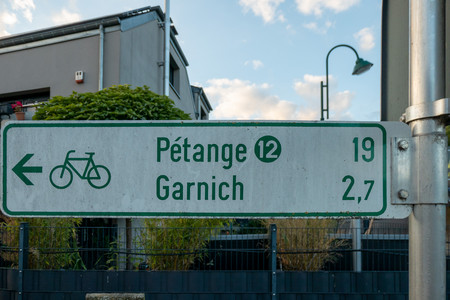 Pétange 12 19
Garnich 2,7